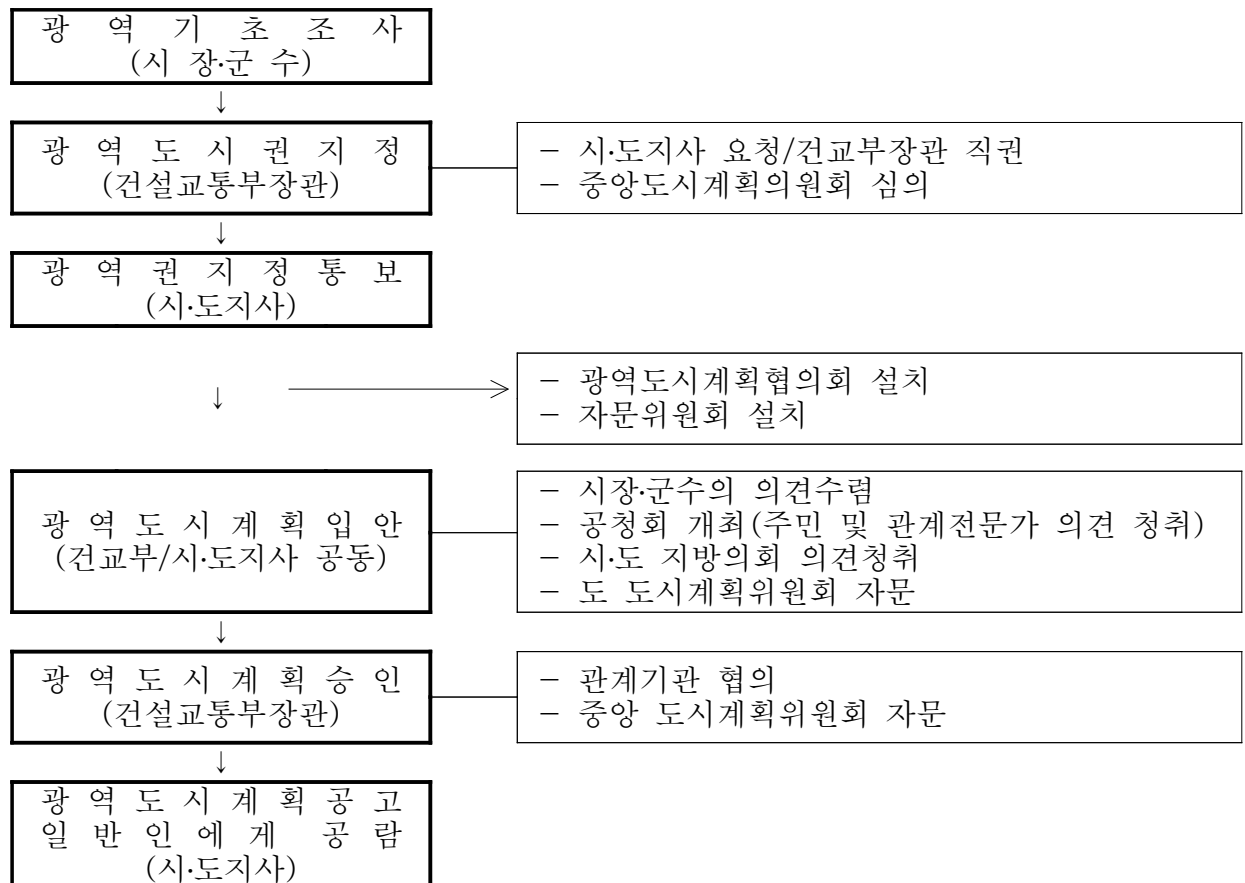 광 역 기 초 조 사
(시 장·군 수)
↓
광 역 도 시 권 지 정
(건설교통부장관)
- 시·도지사 요청/건교부장관 직권
- 중앙도시계획의원회 심의
↓
광 역 권 지 정 통 보
(시·도지사)
↓
- 광역도시계획협의회 설치
- 자문위원회 설치
광 역 도 시 계 획 입 안
(건교부/시·도지사 공동)
- 시장·군수의 의견수렴
- 공청회 개최(주민 및 관계전문가 의견 청취)
- 시·도 지방의회 의견청취
- 도 도시계획위원회 자문
↓
광 역 도 시 계 획 승 인
(건설교통부장관)
- 관계기관 협의
- 중앙 도시계획위원회 자문
↓
광 역 도 시 계 획 공 고
일 반 인 에 게 공 람
(시·도지사)